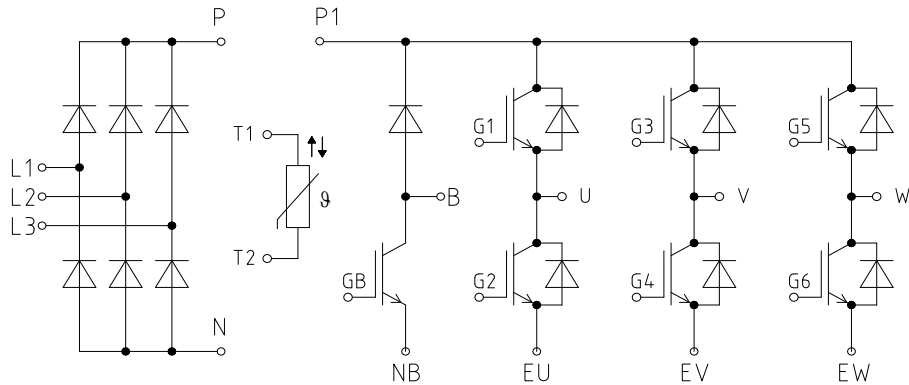 P P1
T1 G1 G3 G5
L1
L2 ϑ B U V W
L3
T2 GB G2 G4 G6
N
NB EU EV EW